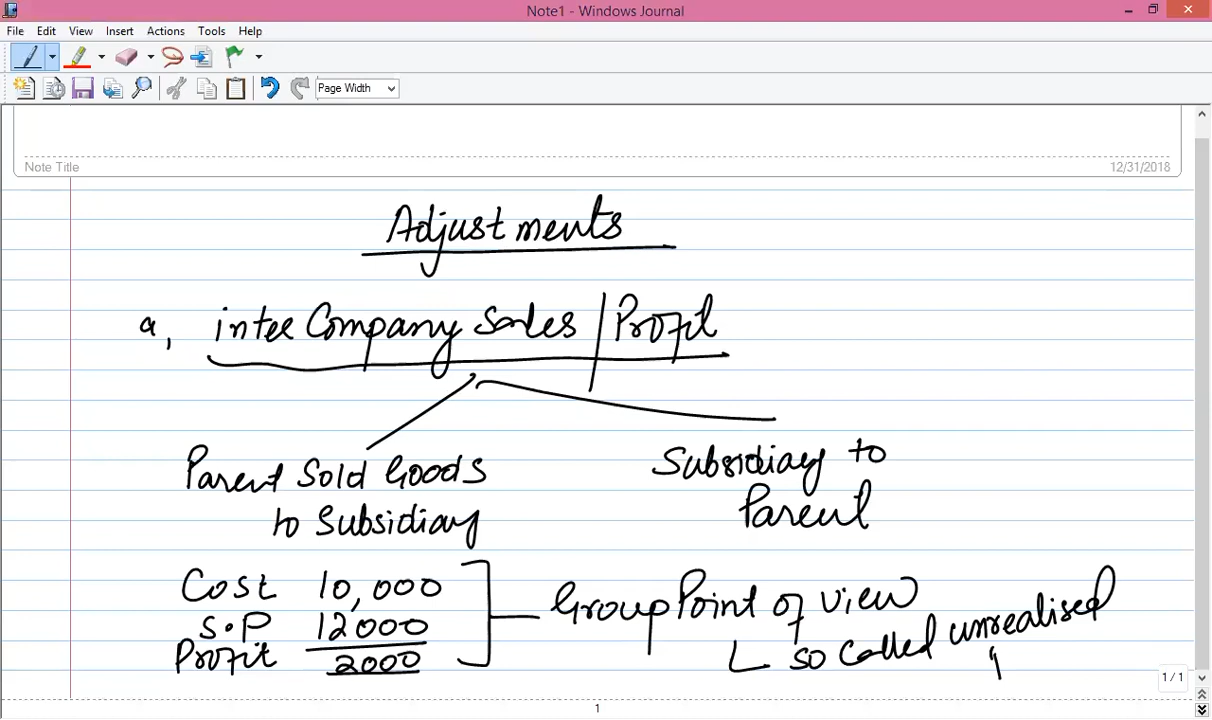 Note1 - Windows Journal
File Edit View Insert Actions Tools Help
Page Width
Note Title 12/31/2018
Adjustments
a, inter Company Sales | Profit
Parent Sold Goods
to Subsidiary
Subsidiary to
Parent
Cost 10,000
S.P 12000
Profit 2000
Group Point of view
so called unrealised
1 / 1
1